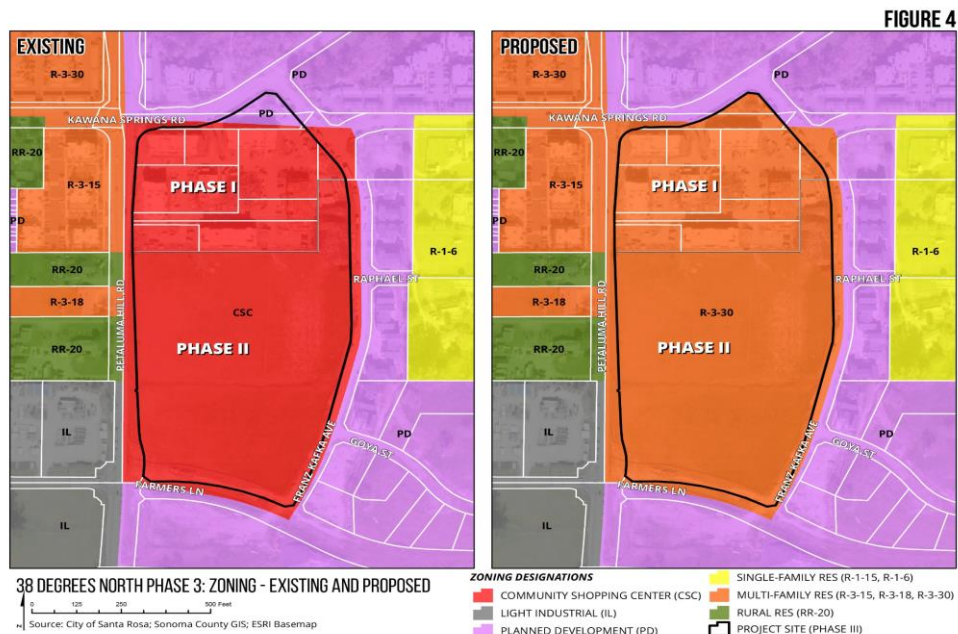 FIGURE 4
EXISTING
R-3-30
PD
KAWANA SPRINGS RD
PD
RR-20
R-3-15
PHASE I
PD
R-1-6
RR-20
RAPHAEL ST
R-3-18
PETALUMA HILL RD
CSC
RR-20
PHASE II
IL
FRANZ KAFKA AVE
PD
GOYA ST
FARMERS LN
IL
PROPOSED
R-3-30
PD
KAWANA SPRINGS RD
RR-20
R-3-15
PHASE I
PD
R-1-6
RR-20
RAPHAEL ST
R-3-18
PETALUMA HILL RD
R-3-30
RR-20
PHASE II
IL
FRANZ KAFKA AVE
PD
GOYA ST
FARMERS LN
IL
38 DEGREES NORTH PHASE 3: ZONING - EXISTING AND PROPOSED
0 125 250 500 Feet
N
Source: City of Santa Rosa; Sonoma County GIS; ESRI Basemap
ZONING DESIGNATIONS
COMMUNITY SHOPPING CENTER (CSC)
LIGHT INDUSTRIAL (IL)
PLANNED DEVELOPMENT (PD)
SINGLE-FAMILY RES (R-1-15, R-1-6)
MULTI-FAMILY RES (R-3-15, R-3-18, R-3-30)
RURAL RES (RR-20)
PROJECT SITE (PHASE III)